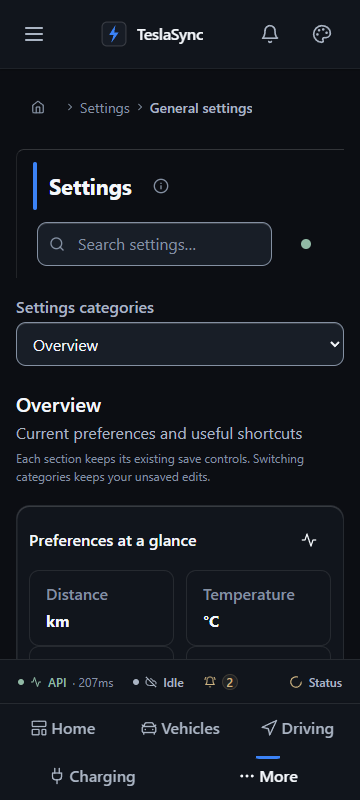 TeslaSync
Settings
General settings
Settings
Search settings...
Settings categories
Overview
Overview
Current preferences and useful shortcuts
Each section keeps its existing save controls. Switching
categories keeps your unsaved edits.
Preferences at a glance
Distance
km
Temperature
°C
API · 207ms
Idle
2
Status
Home
Vehicles
Driving
Charging
More